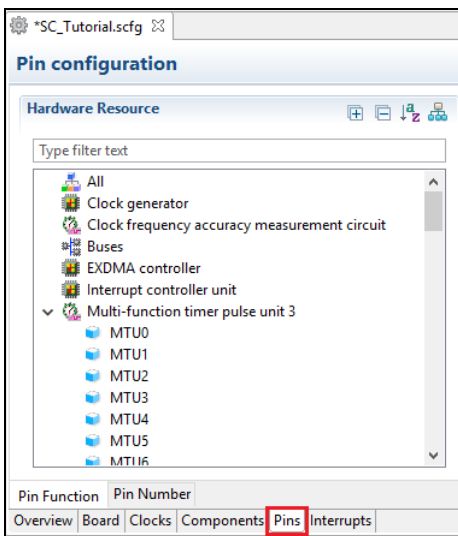 *SC_Tutorial.scfg
Pin configuration
Hardware Resource
Type filter text
All
Clock generator
Clock frequency accuracy measurement circuit
Buses
EXDMA controller
Interrupt controller unit
Multi-function timer pulse unit 3
MTU0
MTU1
MTU2
MTU3
MTU4
MTU5
MTU6
Pin Function Pin Number
Overview Board Clocks Components Pins Interrupts